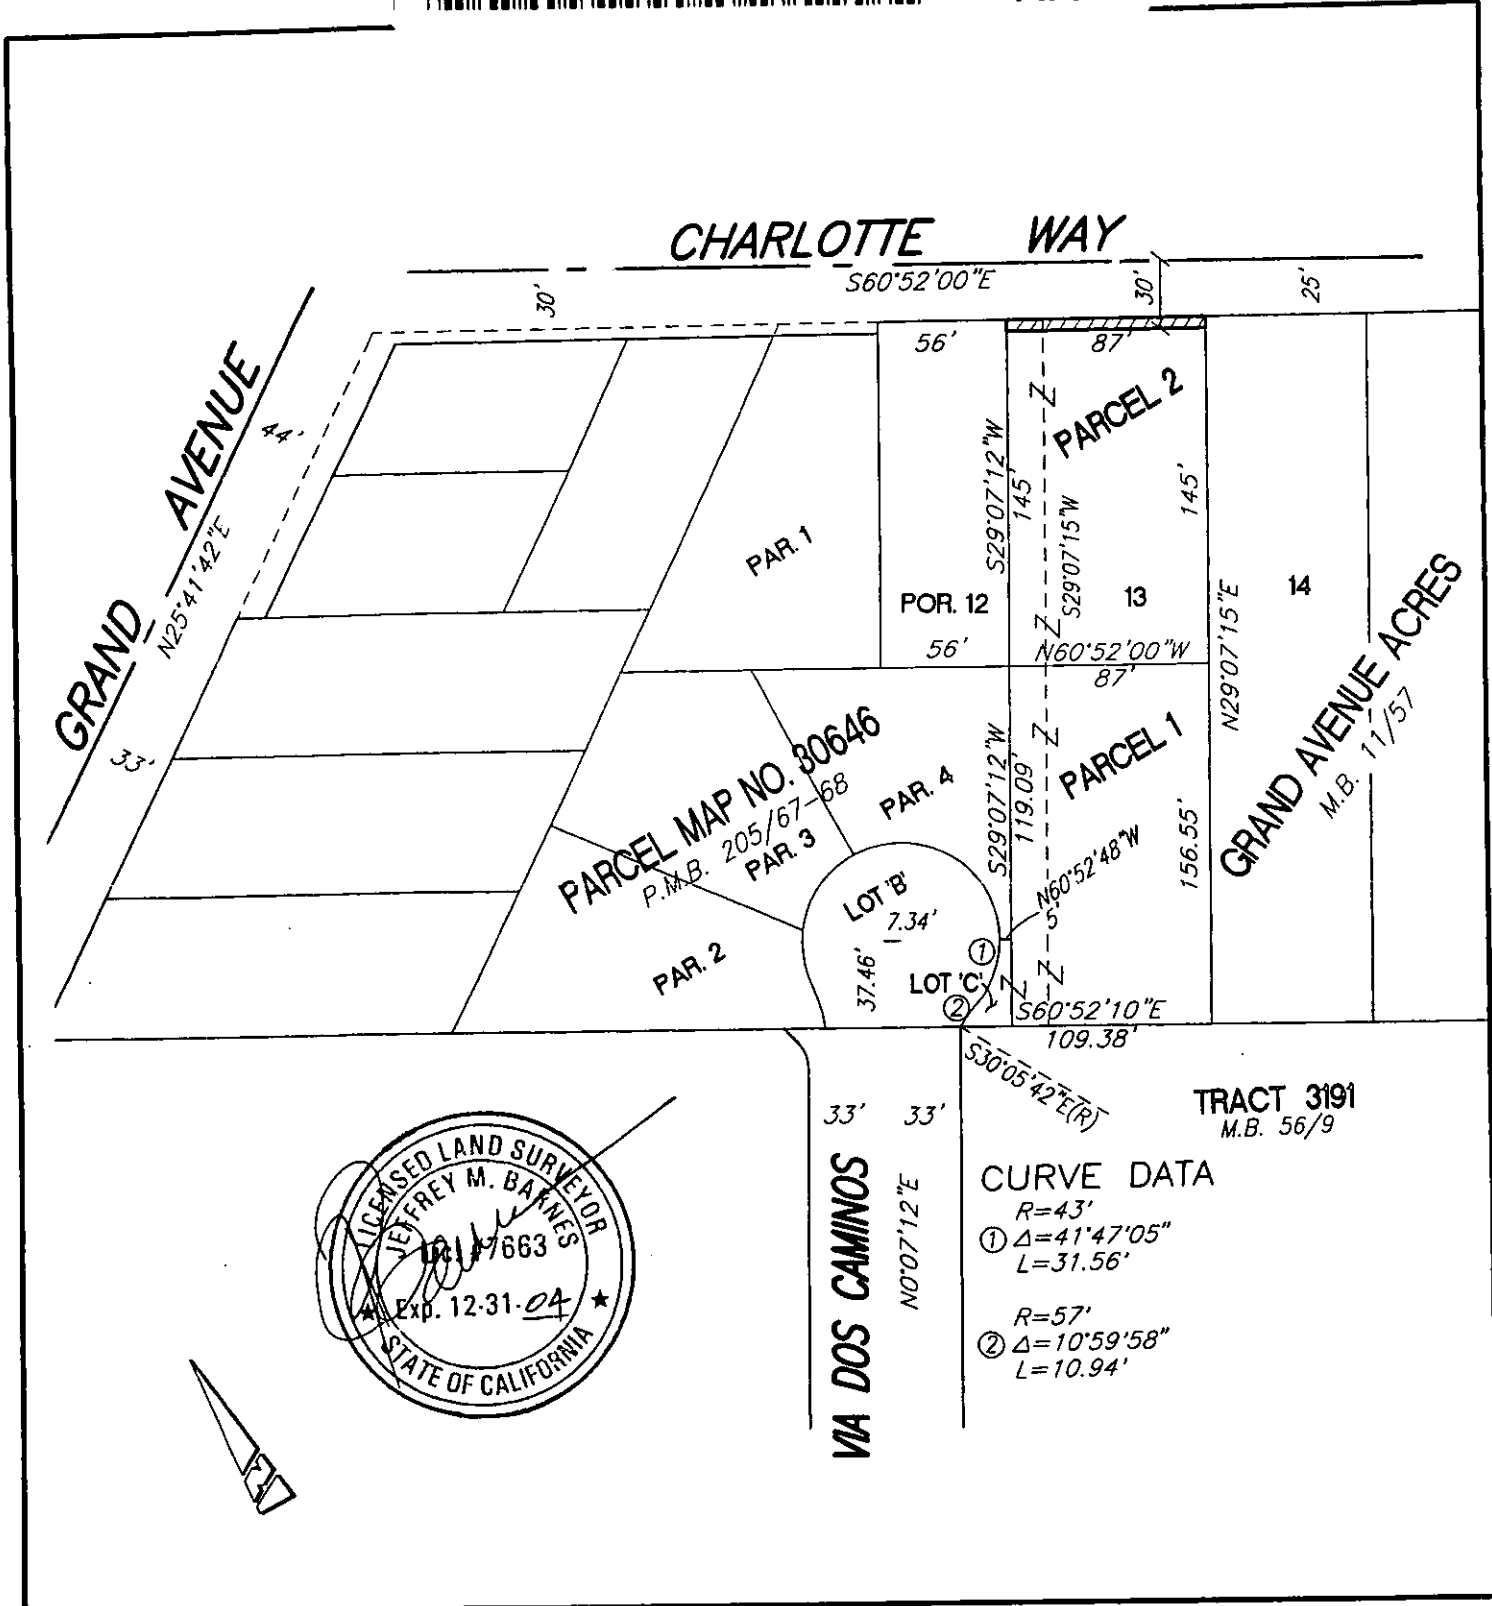 CHARLOTTE WAY
S60°52'00"E
30'
30'
25'
GRAND AVENUE
N25°41'42"E
44'
33'
56'
87'
PARCEL 2
S29°07'12"W
145'
Z
S29°07'15"W
145'
PAR. 1
POR. 12
13
14
Z
56'
N60°52'00"W
87'
N29°07'15"E
GRAND AVENUE ACRES
M.B. 11/57
PARCEL MAP NO. 30646
P.M.B. 205/67-68
PAR. 3
PAR. 4
S29°07'12"W
119.09'
Z
PARCEL 1
N60°52'48"W
5'
156.55'
PAR. 2
LOT 'B'
7.34'
37.46'
1
LOT 'C'
2
Z
Z
S60°52'10"E
109.38'
S30°05'42"E(R)
TRACT 3191
M.B. 56/9
33'
33'
VIA DOS CAMINOS
N0°07'12"E
CURVE DATA
R=43'
① Δ=41°47'05"
L=31.56'
R=57'
② Δ=10°59'58"
L=10.94'
LICENSED LAND SURVEYOR
JEFFREY M. BARNES
7663
Exp. 12-31-04
STATE OF CALIFORNIA